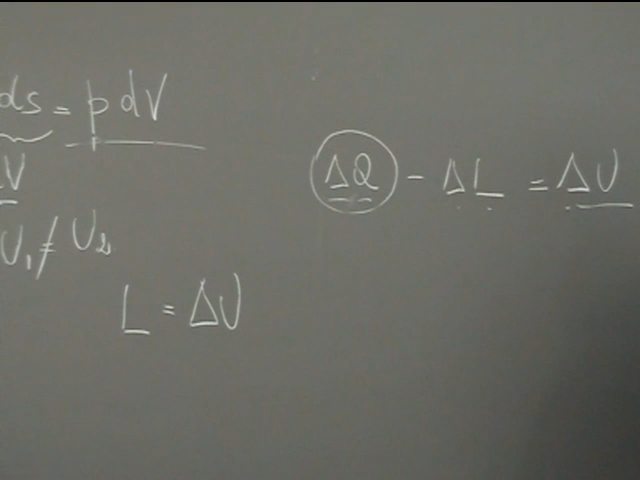 ds = p dV
V
U₁ ≠ U₂
L = ΔU
ΔQ - ΔL = ΔU